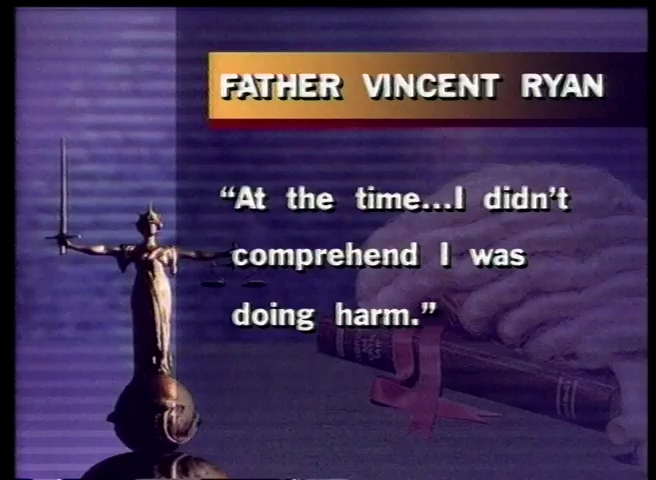 FATHER VINCENT RYAN
“At the time...I didn’t
comprehend I was
doing harm.”